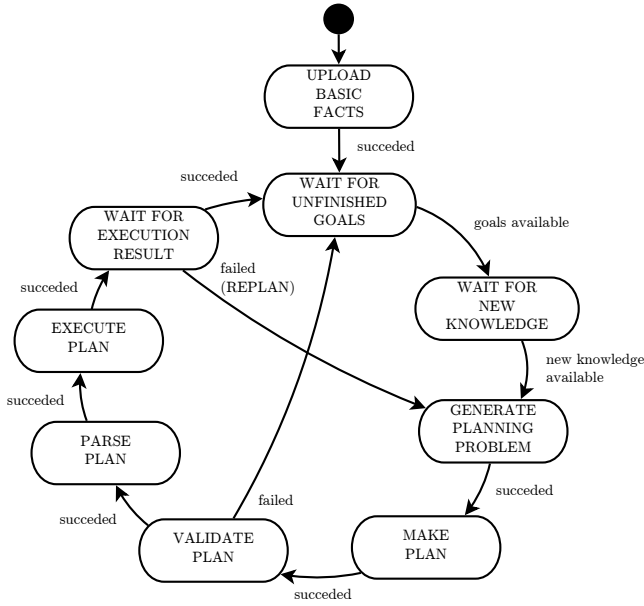 UPLOAD
BASIC
FACTS
succeded
WAIT FOR
UNFINISHED
GOALS
succeded
goals available
WAIT FOR
EXECUTION
RESULT
failed
(REPLAN)
WAIT FOR
NEW
KNOWLEDGE
succeded
EXECUTE
PLAN
new knowledge
available
succeded
GENERATE
PLANNING
PROBLEM
PARSE
PLAN
succeded
failed
succeded
VALIDATE
PLAN
MAKE
PLAN
succeded